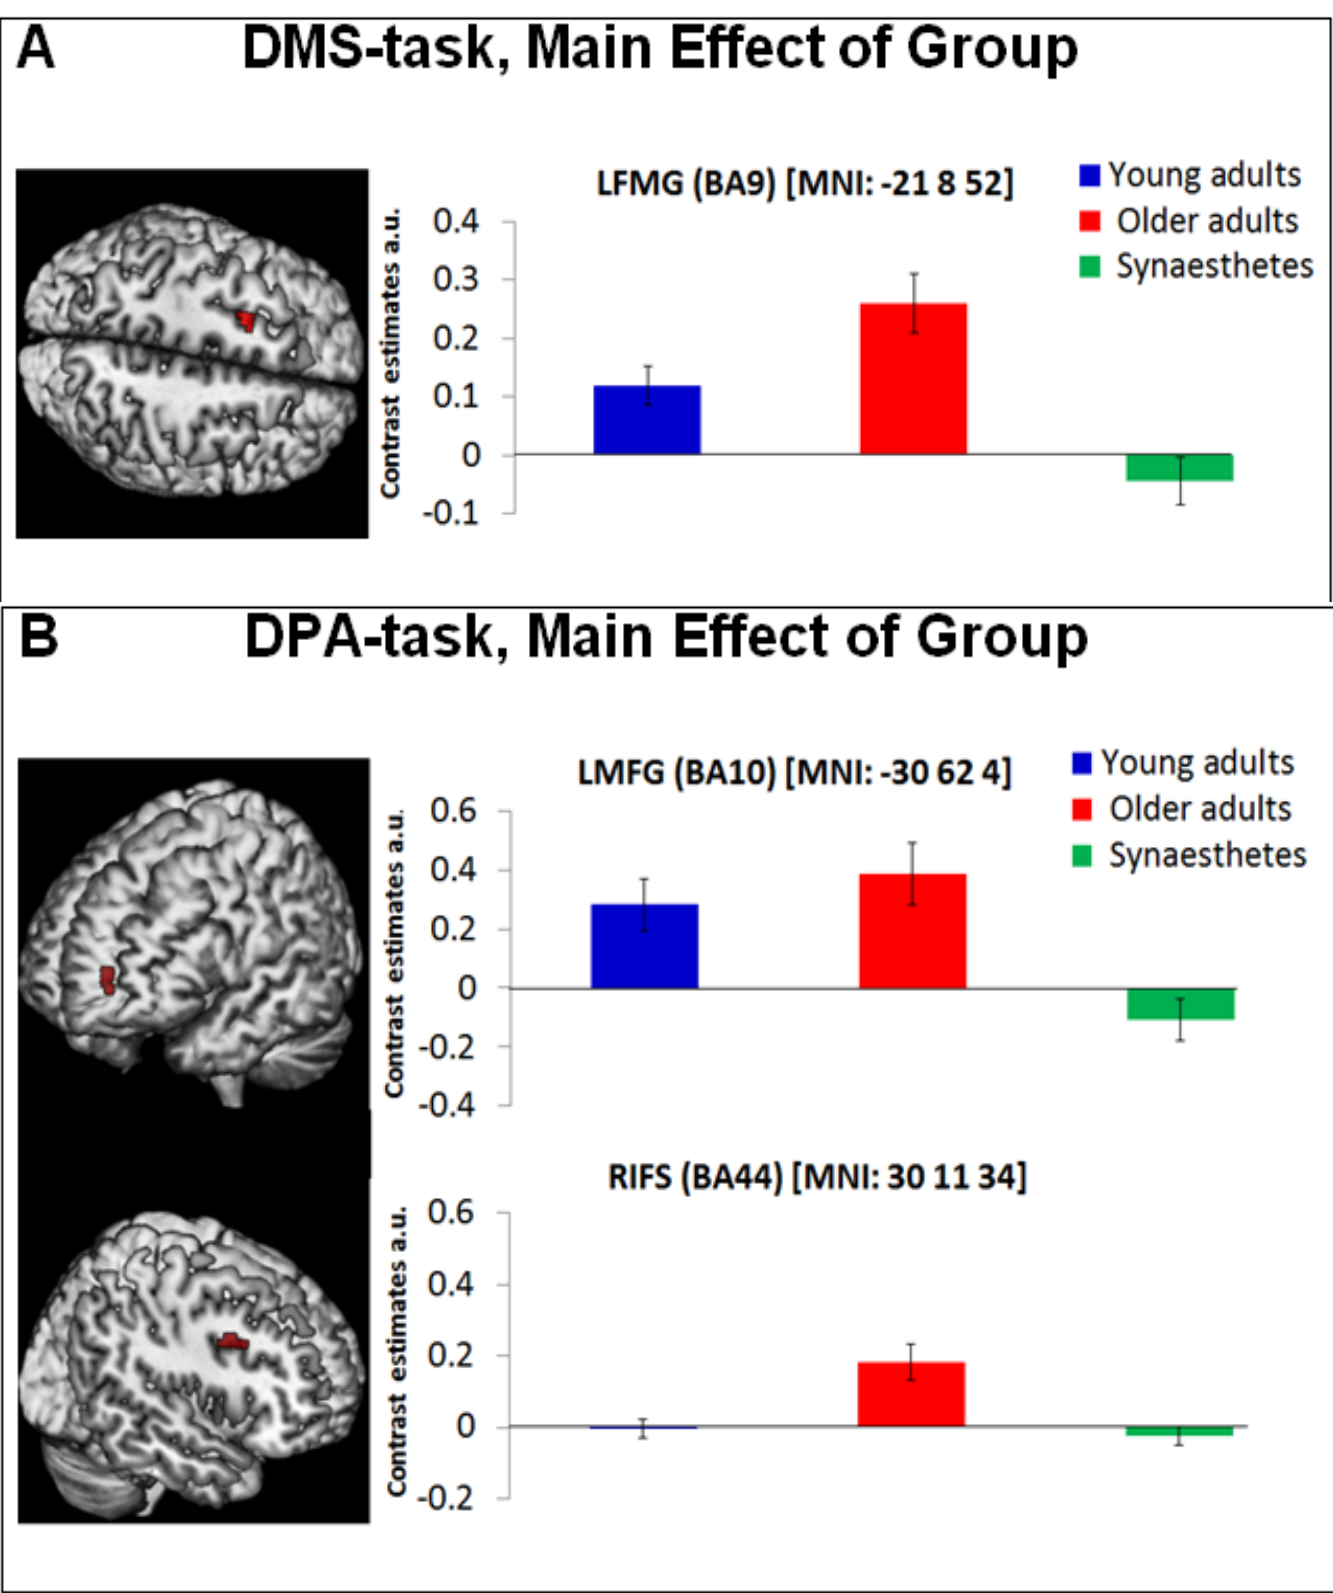 A
DMS-task, Main Effect of Group
LFMG (BA9) [MNI: -21 8 52]
Young adults
Older adults
Synaesthetes
Contrast estimates a.u.
0.4
0.3
0.2
0.1
0
-0.1
B
DPA-task, Main Effect of Group
LMFG (BA10) [MNI: -30 62 4]
Young adults
Older adults
Synaesthetes
Contrast estimates a.u.
0.6
0.4
0.2
0
-0.2
-0.4
RIFS (BA44) [MNI: 30 11 34]
Contrast estimates a.u.
0.6
0.4
0.2
0
-0.2